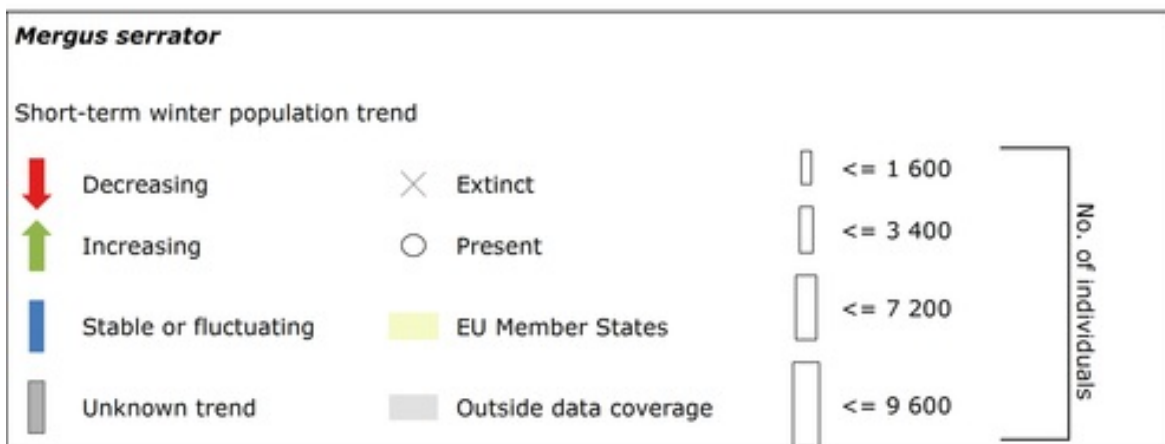 Mergus serrator
Short-term winter population trend
Decreasing
Extinct
<= 1 600
Increasing
Present
<= 3 400
Stable or fluctuating
EU Member States
<= 7 200
Unknown trend
Outside data coverage
<= 9 600
No. of individuals